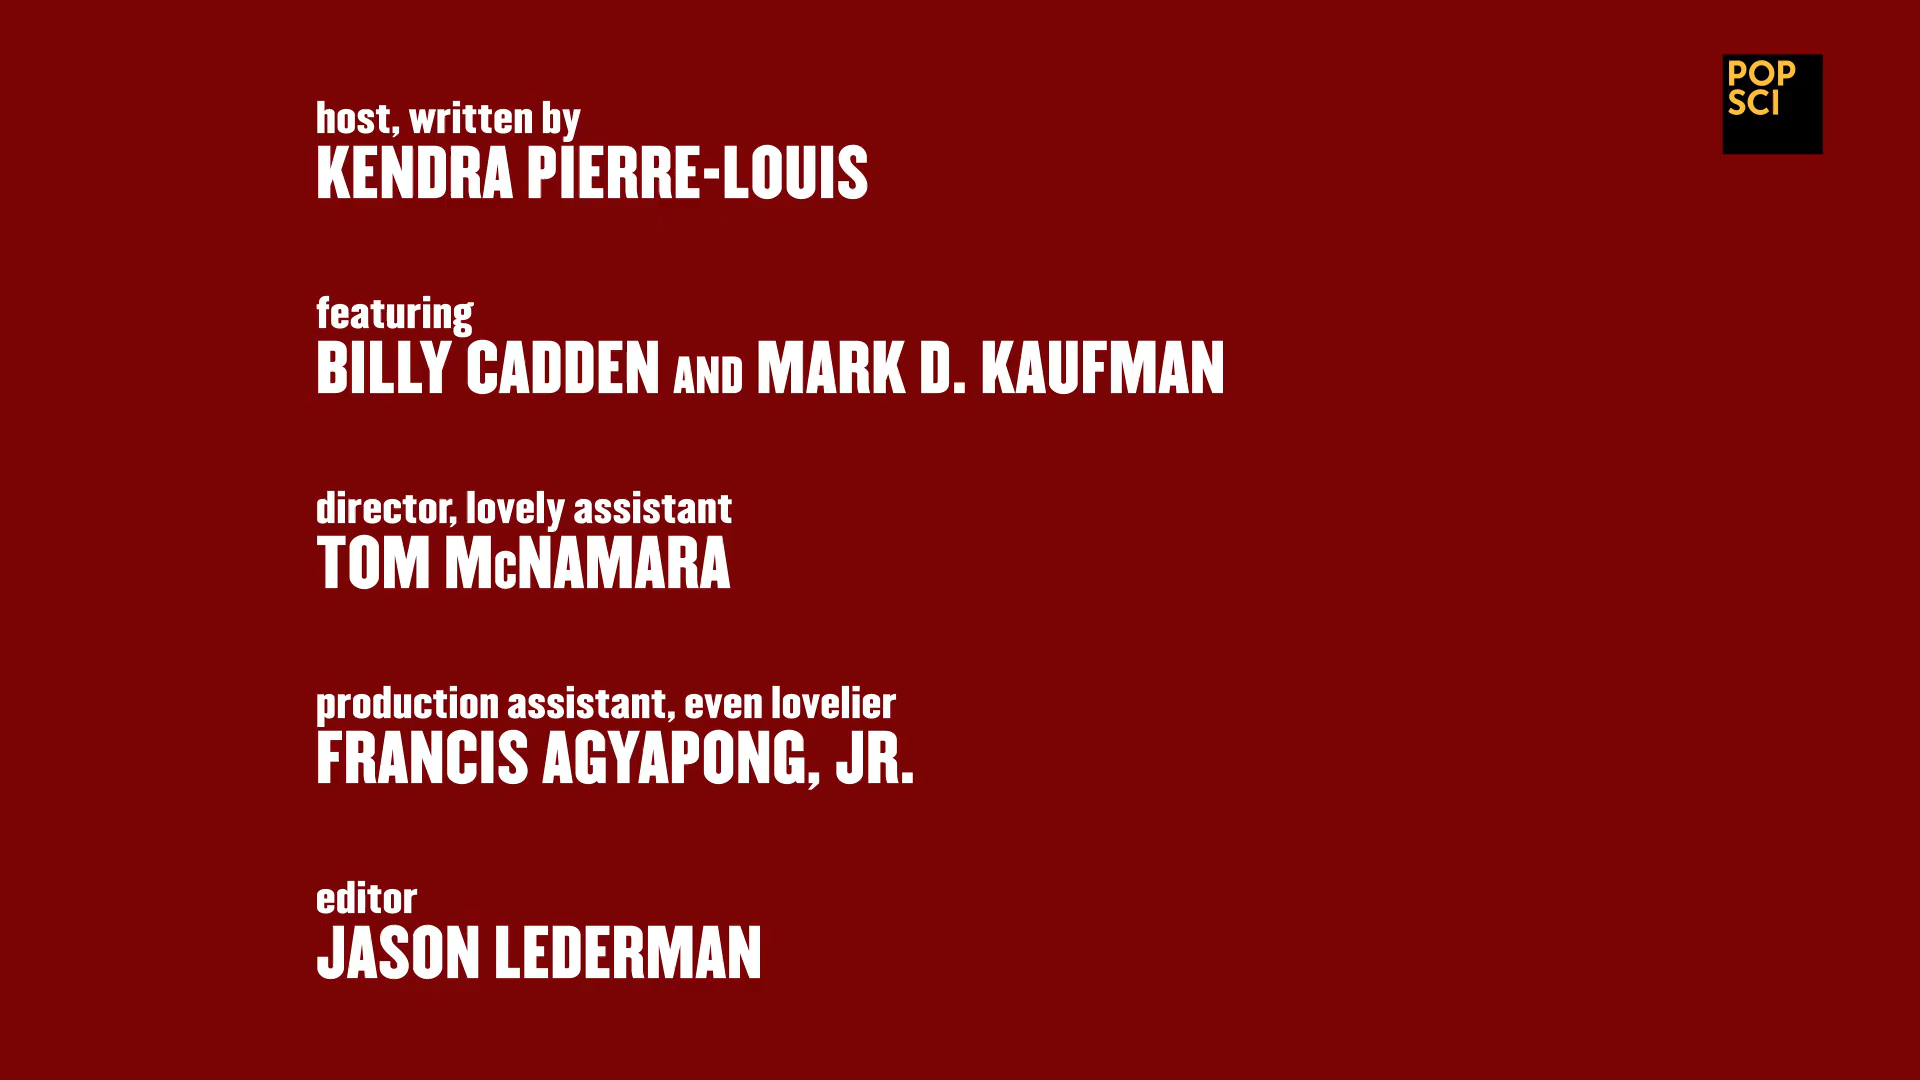 POP
SCI
host, written by
KENDRA PIERRE-LOUIS
featuring
BILLY CADDEN AND MARK D. KAUFMAN
director, lovely assistant
TOM McNAMARA
production assistant, even lovelier
FRANCIS AGYAPONG, JR.
editor
JASON LEDERMAN